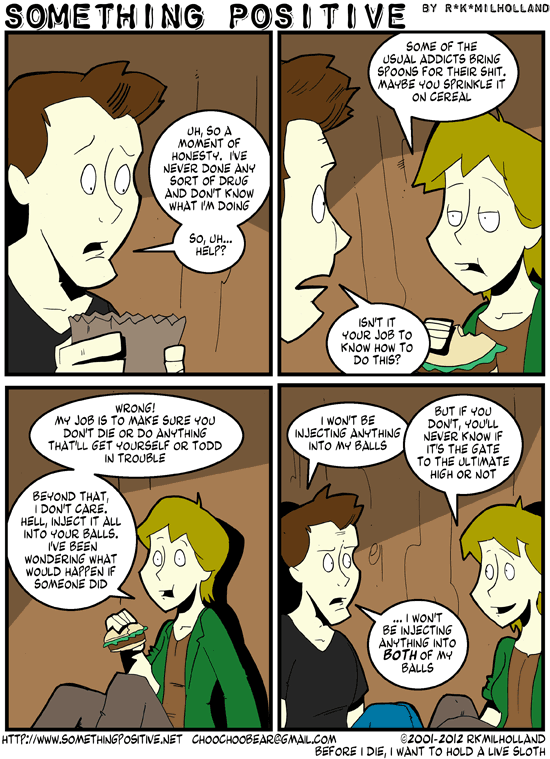 SOMETHING POSITIVE BY R*K*MILHOLLAND
UH, SO A
MOMENT OF
HONESTY. I'VE
NEVER DONE ANY
SORT OF DRUG
AND DON'T KNOW
WHAT I'M DOING
SO, UH...
HELP?
SOME OF THE
USUAL ADDICTS BRING
SPOONS FOR THEIR SHIT.
MAYBE YOU SPRINKLE IT
ON CEREAL
ISN'T IT
YOUR JOB TO
KNOW HOW TO
DO THIS?
WRONG!
MY JOB IS TO MAKE SURE YOU
DON'T DIE OR DO ANYTHING
THAT'LL GET YOURSELF OR TODD
IN TROUBLE
BEYOND THAT,
I DON'T CARE.
HELL, INJECT IT ALL
INTO YOUR BALLS.
I'VE BEEN
WONDERING WHAT
WOULD HAPPEN IF
SOMEONE DID
I WON'T BE
INJECTING ANYTHING
INTO MY BALLS
BUT IF YOU
DON'T, YOU'LL
NEVER KNOW IF
IT'S THE GATE
TO THE ULTIMATE
HIGH OR NOT
... I WON'T
BE INJECTING
ANYTHING INTO
BOTH OF MY
BALLS
HTTP://WWW.SOMETHINGPOSITIVE.NET CHOOCHOOBEAR@GMAIL.COM ©2001-2012 RKMILHOLLAND
BEFORE I DIE, I WANT TO HOLD A LIVE SLOTH